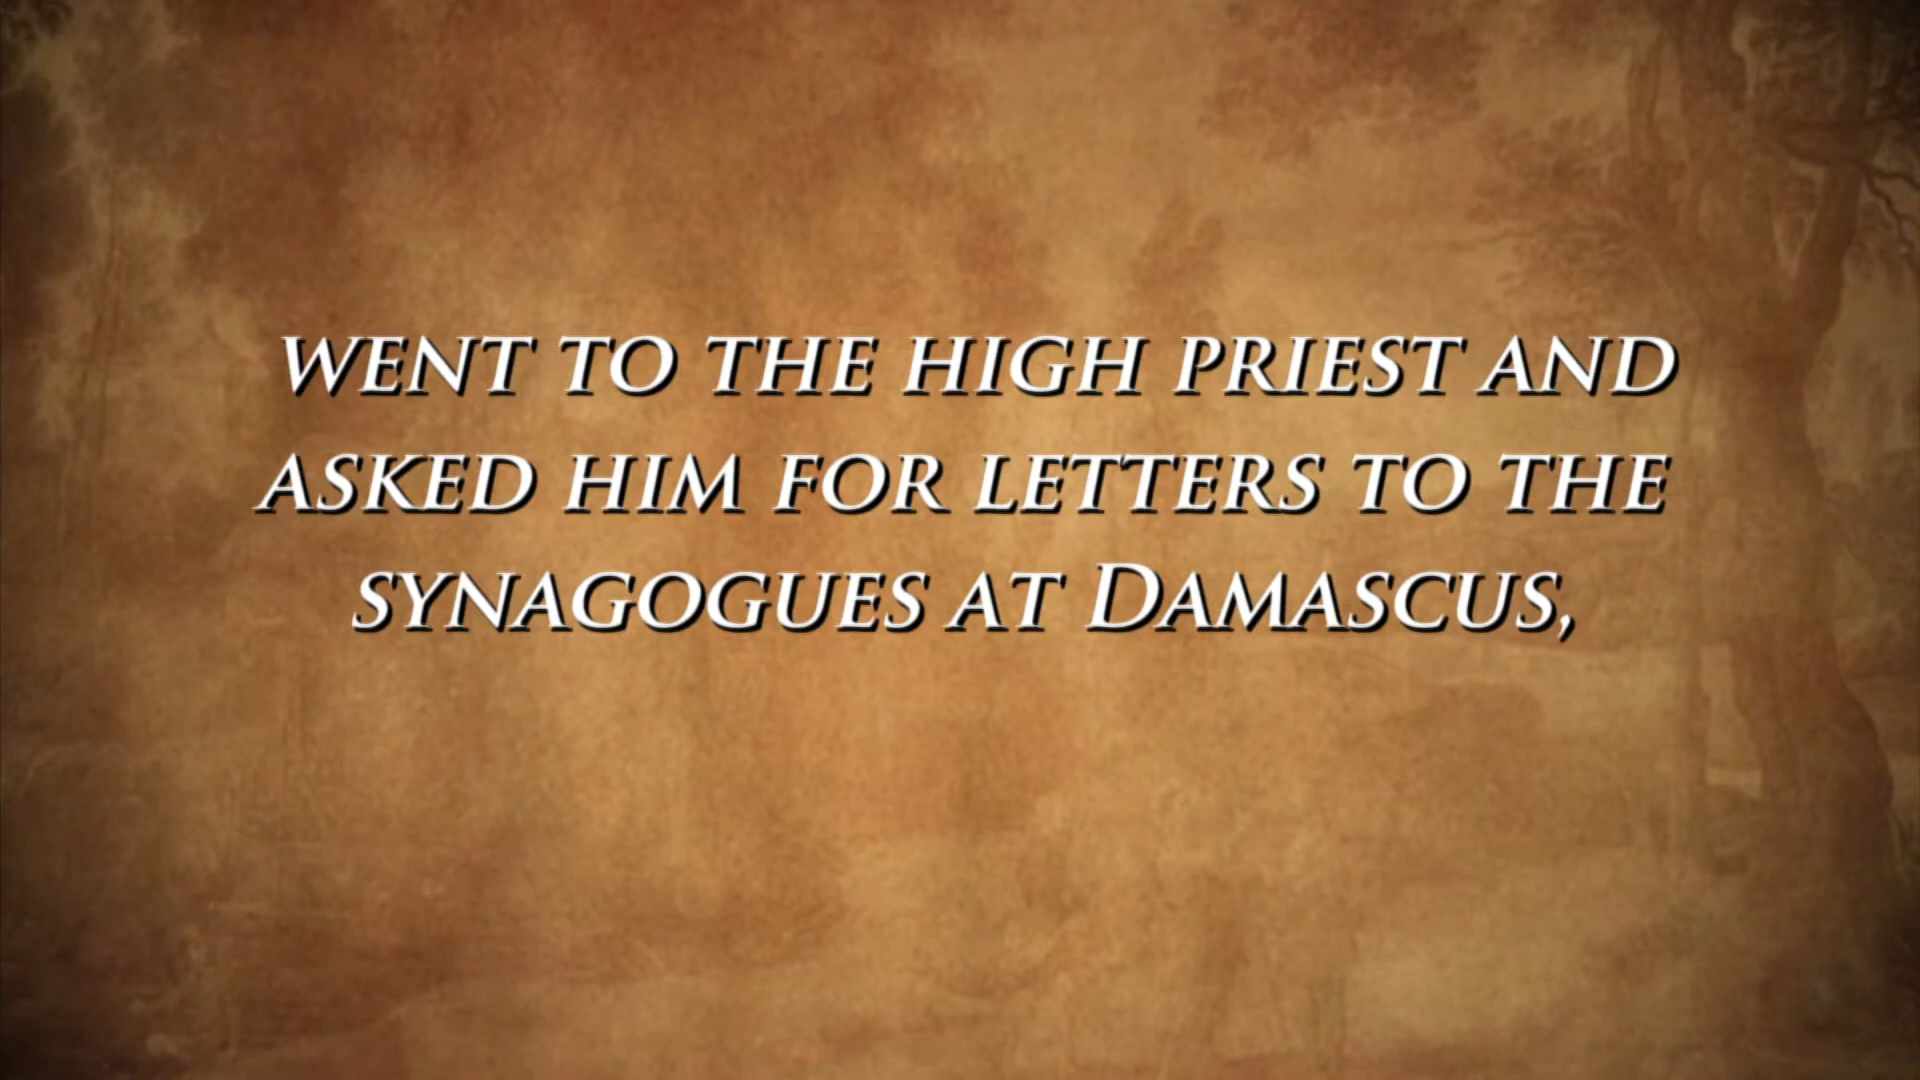 went to the high priest and
asked him for letters to the
synagogues at Damascus,